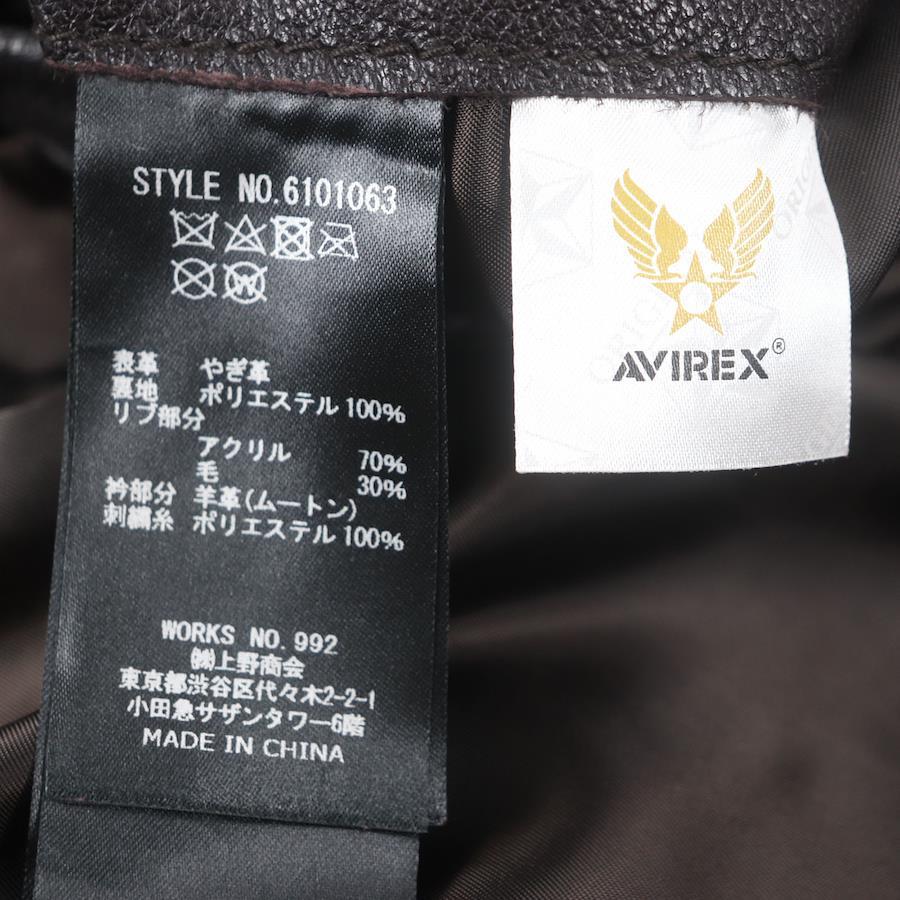 STYLE NO.6101063
表革 やぎ革
裏地 ポリエステル 100%
リブ部分
アクリル 70%
毛 30%
衿部分 羊革(ムートン)
刺繍糸 ポリエステル 100%
WORKS NO. 992
㈱上野商会
東京都渋谷区代々木2-2-1
小田急サザンタワー6階
MADE IN CHINA
AVIREX®